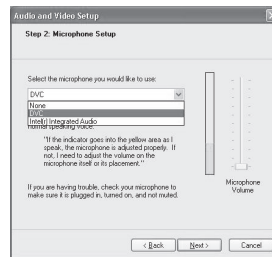 Audio and Video Setup
Step 2: Microphone Setup
Select the microphone you would like to use:
DVC
None
DVC
Intel(r) Integrated Audio
normal speaking voice:
"If the indicator goes into the yellow area as I
speak, the microphone is adjusted properly. If
not, I need to adjust the volume on the
microphone itself or its placement."
If you are having trouble, check your microphone to
make sure it is plugged in, turned on, and not muted.
Microphone
Volume
< Back
Next >
Cancel